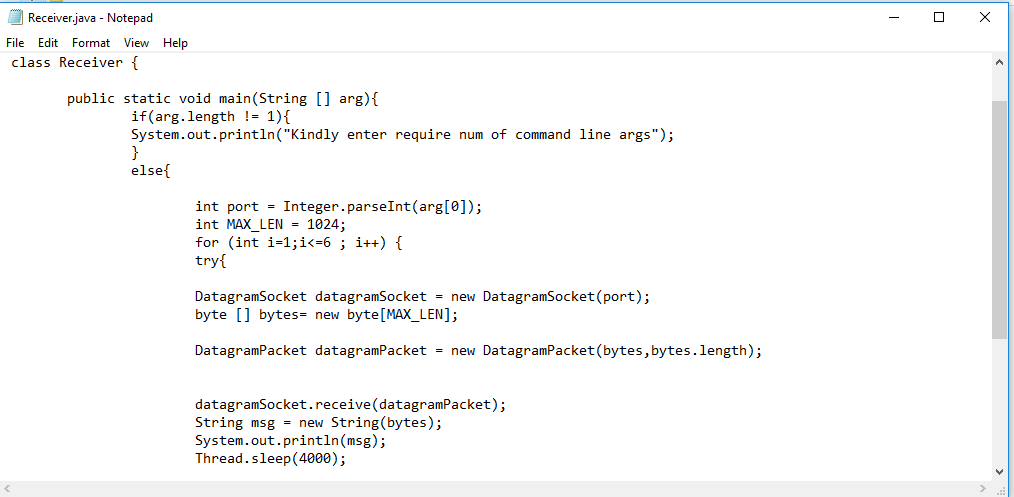 Receiver.java - Notepad
File Edit Format View Help
class Receiver {
public static void main(String [] arg){
if(arg.length != 1){
System.out.println("Kindly enter require num of command line args");
}
else{
int port = Integer.parseInt(arg[0]);
int MAX_LEN = 1024;
for (int i=1;i<=6 ; i++) {
try{
DatagramSocket datagramSocket = new DatagramSocket(port);
byte [] bytes= new byte[MAX_LEN];
DatagramPacket datagramPacket = new DatagramPacket(bytes,bytes.length);
datagramSocket.receive(datagramPacket);
String msg = new String(bytes);
System.out.println(msg);
Thread.sleep(4000);